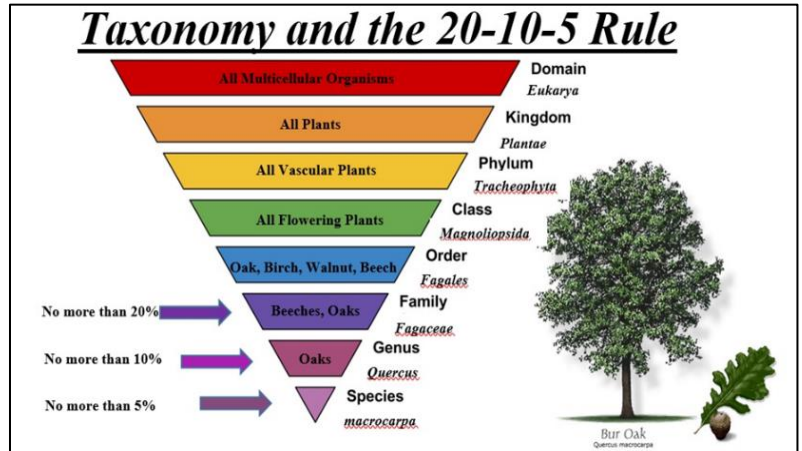 Taxonomy and the 20-10-5 Rule
All Multicellular Organisms
Domain
Eukarya
All Plants
Kingdom
Plantae
All Vascular Plants
Phylum
Tracheophyta
All Flowering Plants
Class
Magnoliopsida
Oak, Birch, Walnut, Beech
Order
Fagales
No more than 20%
Beeches, Oaks
Family
Fagaceae
No more than 10%
Oaks
Genus
Quercus
No more than 5%
Species
macrocarpa
Bur Oak
Quercus macrocarpa